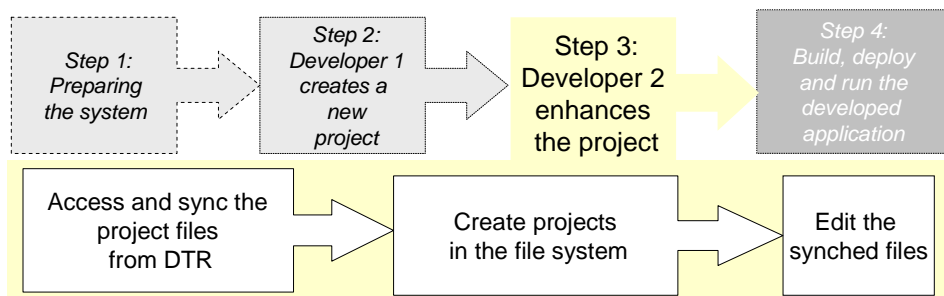 Step 1:
Preparing
the system
Step 2:
Developer 1
creates a
new
project
Step 3:
Developer 2
enhances
the project
Step 4:
Build, deploy
and run the
developed
application
Access and sync the
project files
from DTR
Create projects
in the file system
Edit the
synched files